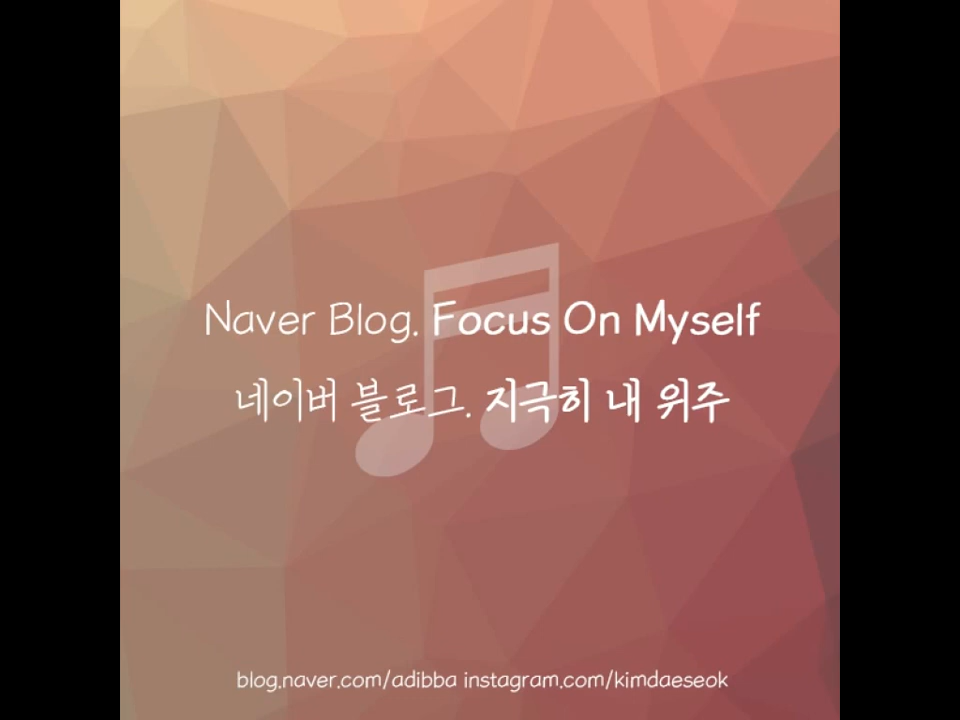 Naver Blog. Focus On Myself
네이버 블로그. 지극히 내 위주
blog.naver.com/adibba instagram.com/kimdaeseok